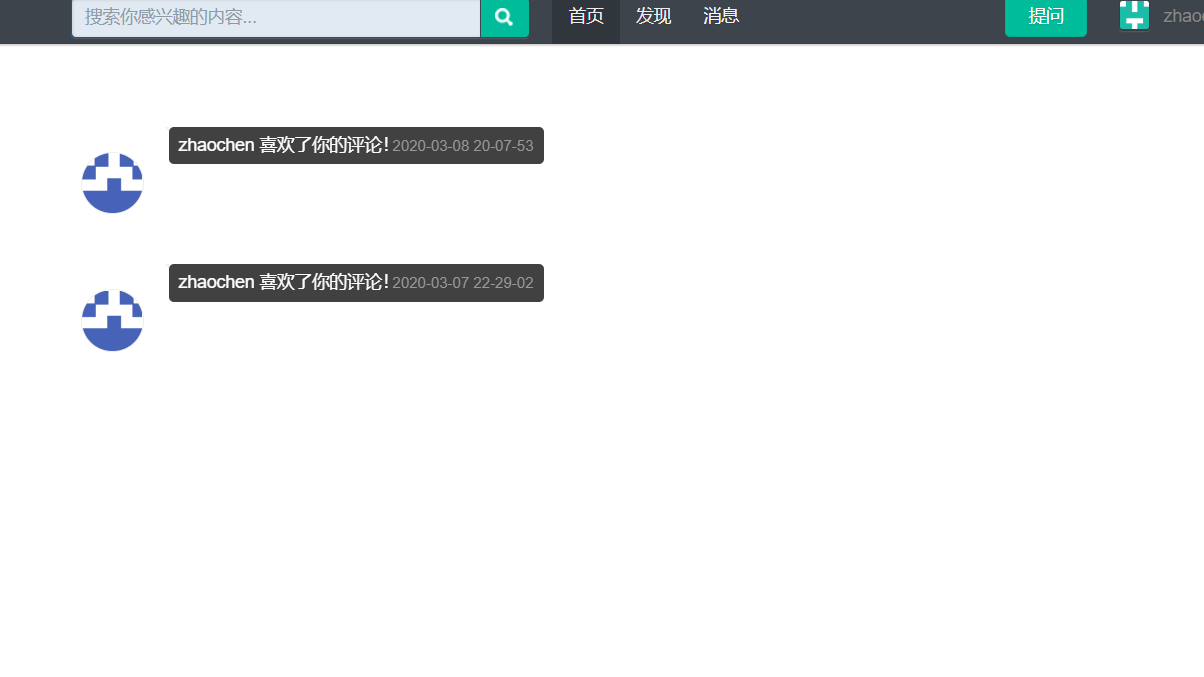 搜索你感兴趣的内容... 首页 发现 消息 提问
zhaochen 喜欢了你的评论! 2020-03-08 20-07-53
zhaochen 喜欢了你的评论! 2020-03-07 22-29-02